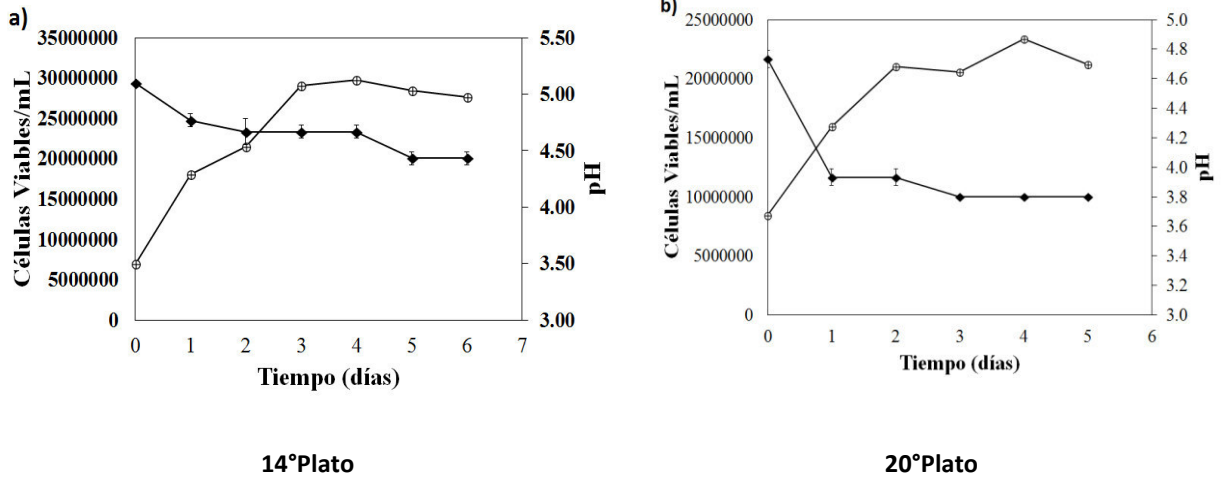 a)
35000000
30000000
25000000
20000000
15000000
10000000
5000000
0
Células Viables/mL
5.50
5.00
4.50
4.00
3.50
3.00
pH
0 1 2 3 4 5 6 7
Tiempo (días)
14°Plato
b)
25000000
20000000
15000000
10000000
5000000
0
Células Viables/mL
5.0
4.8
4.6
4.4
4.2
4.0
3.8
3.6
3.4
3.2
3.0
pH
0 1 2 3 4 5 6
Tiempo (días)
20°Plato